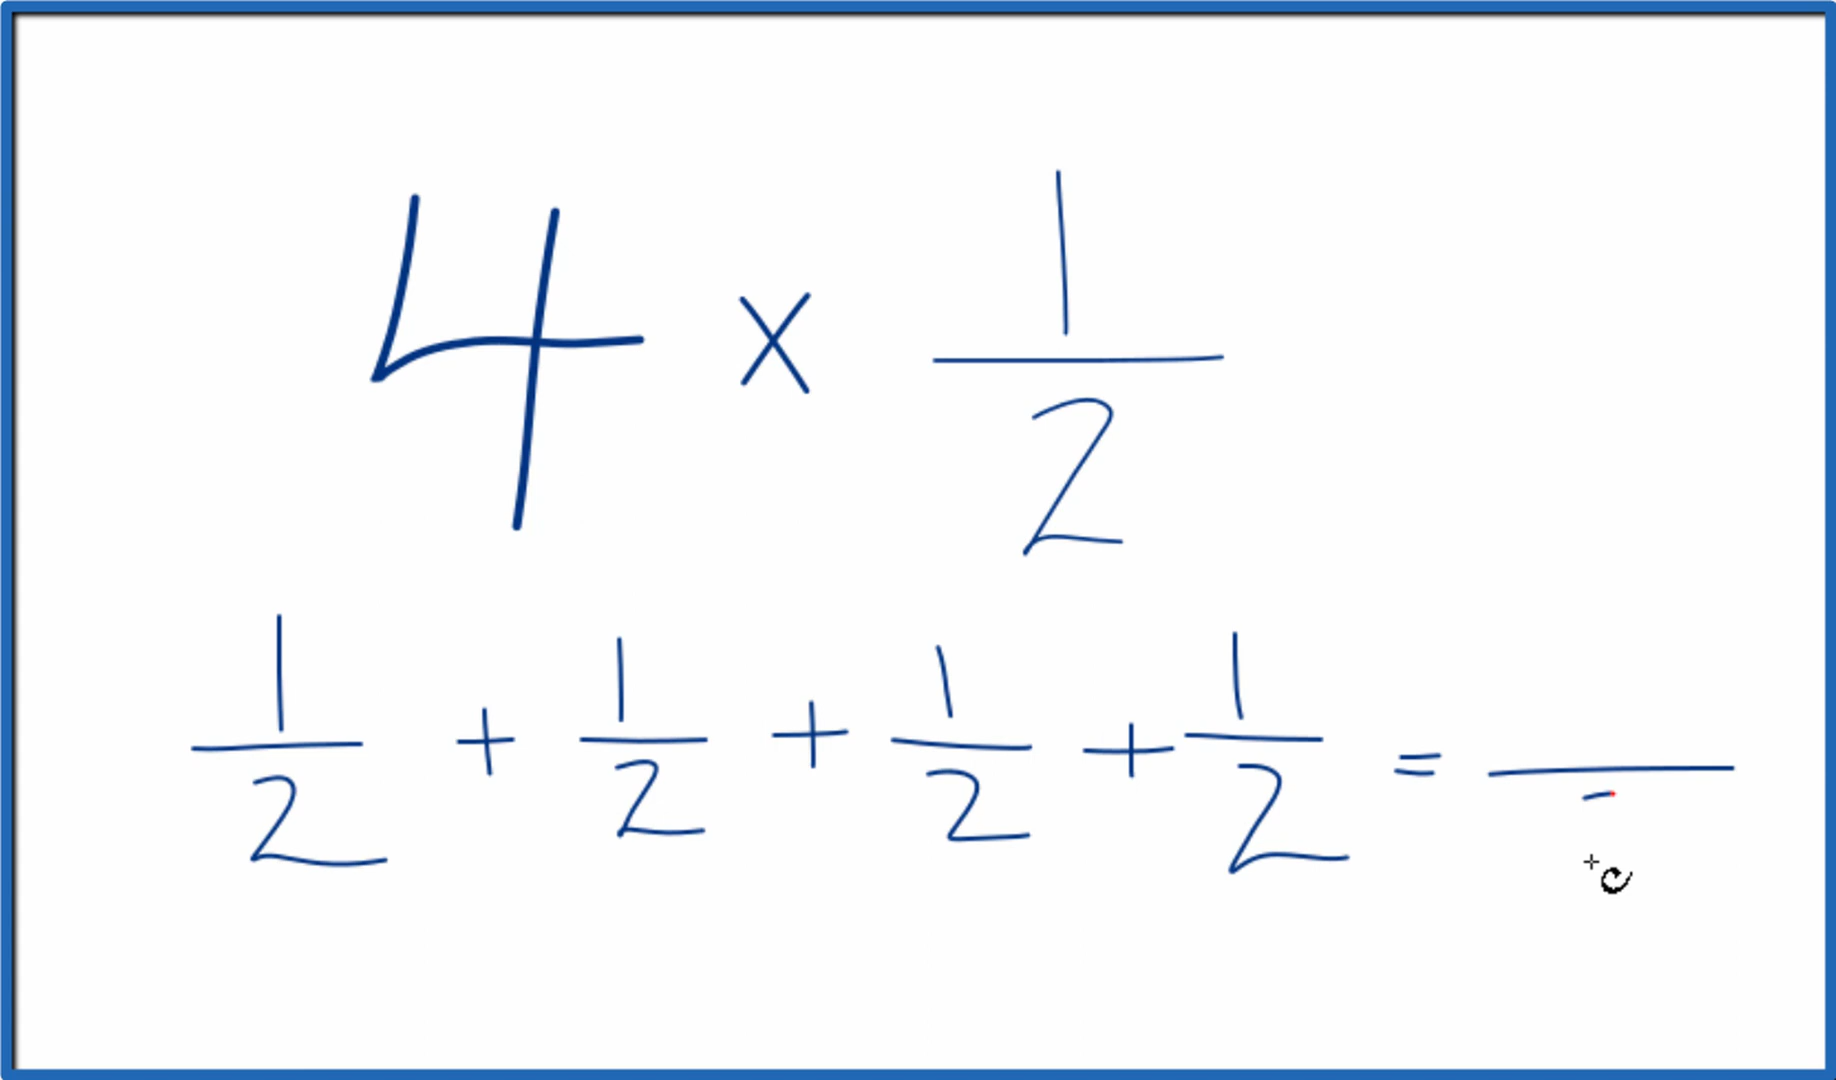 4 × 1/2
1/2 + 1/2 + 1/2 + 1/2 =